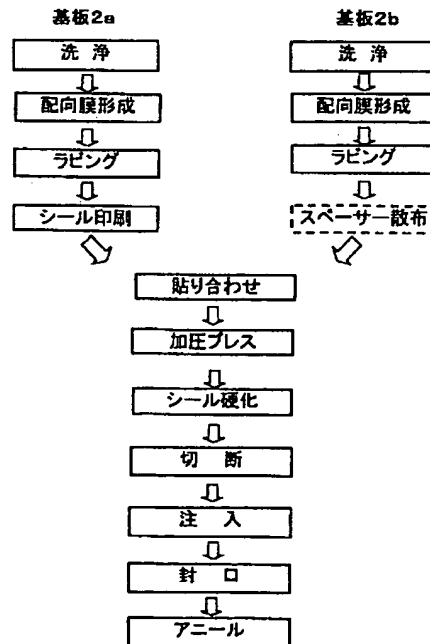 基板2a
洗 浄
配向膜形成
ラビング
シール印刷
基板2b
洗 浄
配向膜形成
ラビング
スペーサー散布
貼り合わせ
加圧プレス
シール硬化
切 断
注 入
封 口
アニール